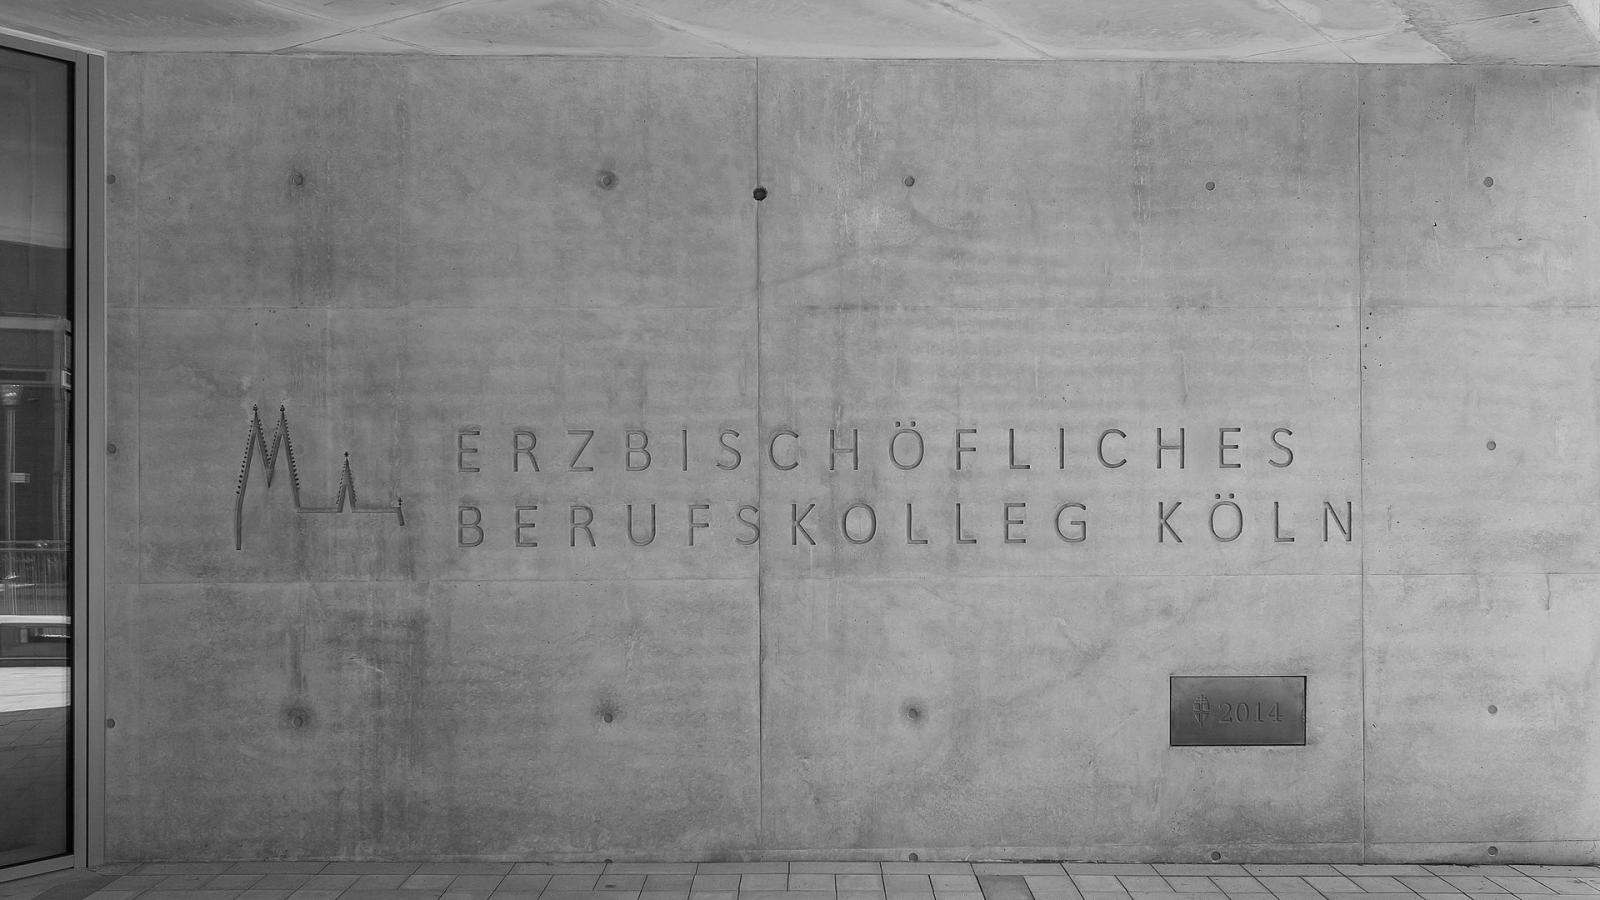 ERZBISCHÖFLICHES
BERUFSKOLLEG KÖLN
2014